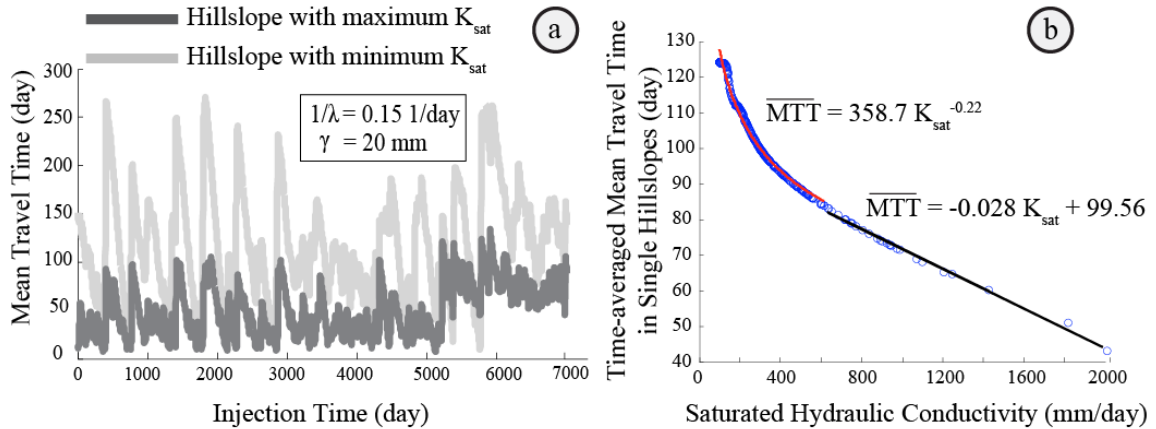 Hillslope with maximum K_sat
Hillslope with minimum K_sat
a
Mean Travel Time (day)
300
250
200
150
100
50
0
1/λ = 0.15 1/day
γ = 20 mm
0 1000 2000 3000 4000 5000 6000 7000
Injection Time (day)
b
Time-averaged Mean Travel Time
in Single Hillslopes (day)
130
120
110
100
90
80
70
60
50
40
MTT = 358.7 K_sat^-0.22
MTT = -0.028 K_sat + 99.56
0 400 800 1200 1600 2000
Saturated Hydraulic Conductivity (mm/day)